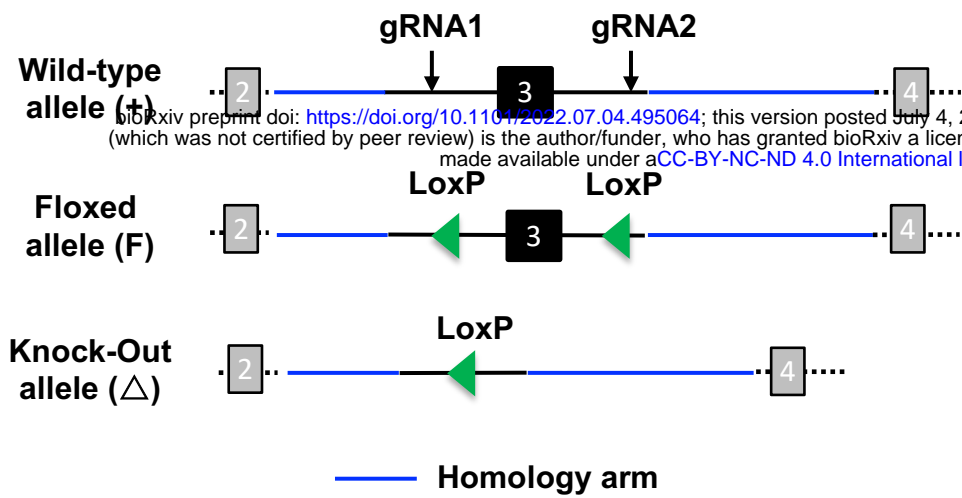 gRNA1 gRNA2
Wild-type
allele (+)
2 3 4
bioRxiv preprint doi: https://doi.org/10.1101/2022.07.04.495064; this version posted July 4, 2
(which was not certified by peer review) is the author/funder, who has granted bioRxiv a licen
made available under aCC-BY-NC-ND 4.0 International l
LoxP LoxP
Floxed
allele (F)
2 3 4
LoxP
Knock-Out
allele (△)
2 4
Homology arm